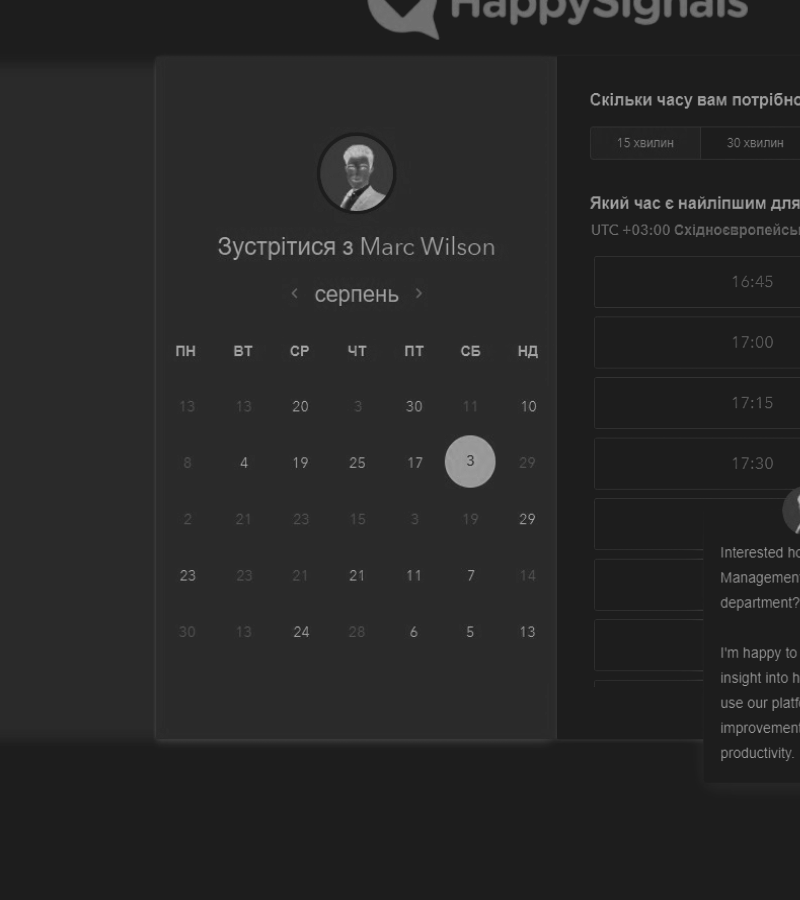 HappySignals
Зустрітися з Marc Wilson
серпень
ПН ВТ СР ЧТ ПТ СБ НД
13 13 20 3 30 11 10
8 4 19 25 17 3 29
2 21 23 15 3 19 29
23 23 21 21 11 7 14
30 13 24 28 6 5 13
Скільки часу вам потрібно
15 хвилин 30 хвилин
Який час є найліпшим для
UTC +03:00 Східноєвропейсь
16:45
17:00
17:15
17:30
Interested ho
Management
department?
I'm happy to
insight into h
use our platf
improvement
productivity.